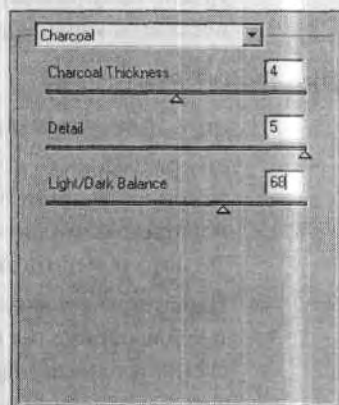 Charcoal
Charcoal Thickness 4
Detail 5
Light/Dark Balance 68